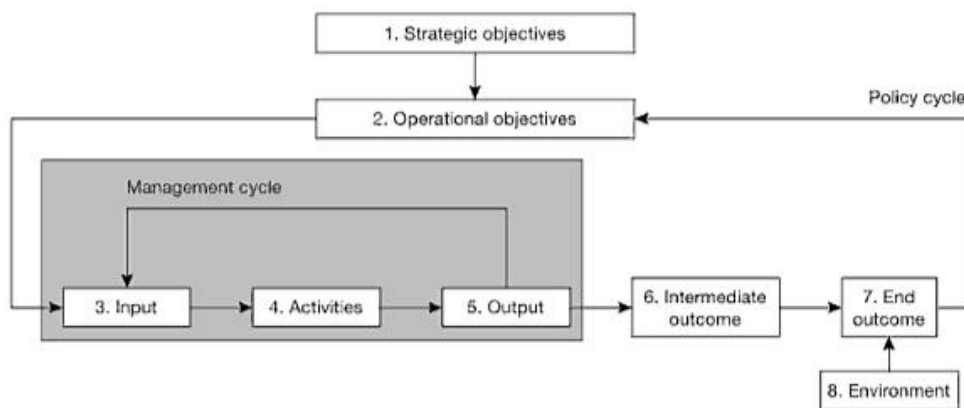 1. Strategic objectives
Policy cycle
2. Operational objectives
Management cycle
3. Input
4. Activities
5. Output
6. Intermediate
outcome
7. End
outcome
8. Environment